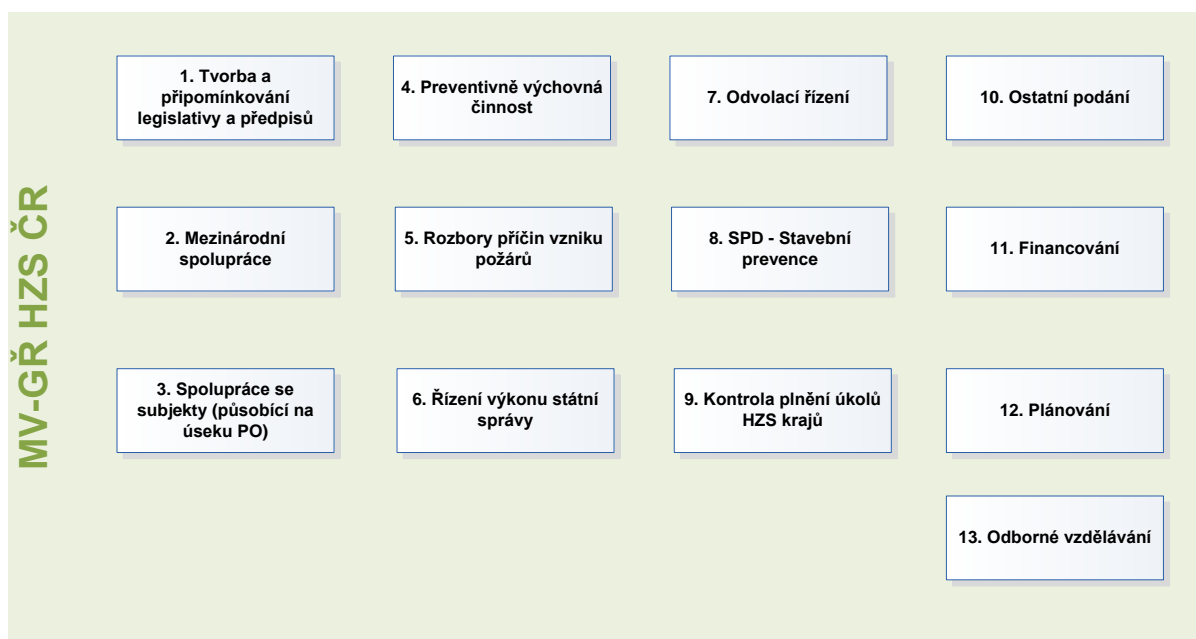 MV-GŘ HZS ČR
1. Tvorba a
připomínkování
legislativy a předpisů
2. Mezinárodní
spolupráce
3. Spolupráce se
subjekty (působící na
úseku PO)
4. Preventivně výchovná
činnost
5. Rozbory příčin vzniku
požárů
6. Řízení výkonu státní
správy
7. Odvolací řízení
8. SPD - Stavební
prevence
9. Kontrola plnění úkolů
HZS krajů
10. Ostatní podání
11. Financování
12. Plánování
13. Odborné vzdělávání